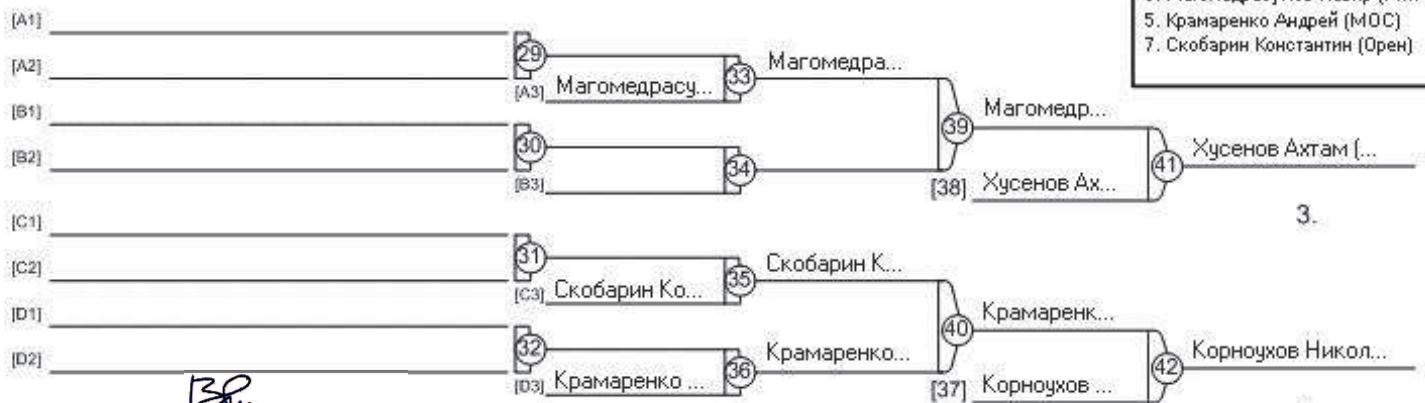 5. Крамаренко Андрей (МОС)
7. Скобарин Константин (Орен)
[A1]
[A2]
29
[A3] Магомедрасу...
33
Магомедра...
[B1]
[B2]
30
[B3]
34
39
Магомедр...
[38] Хусенов Ах...
41
Хусенов Ахтам (...
3.
[C1]
[C2]
31
[C3] Скобарин Ко...
35
Скобарин К...
[D1]
[D2]
32
[D3] Крамаренко ...
36
Крамаренко...
40
Крамаренк...
[37] Корноухов ...
42
Корноухов Никол...